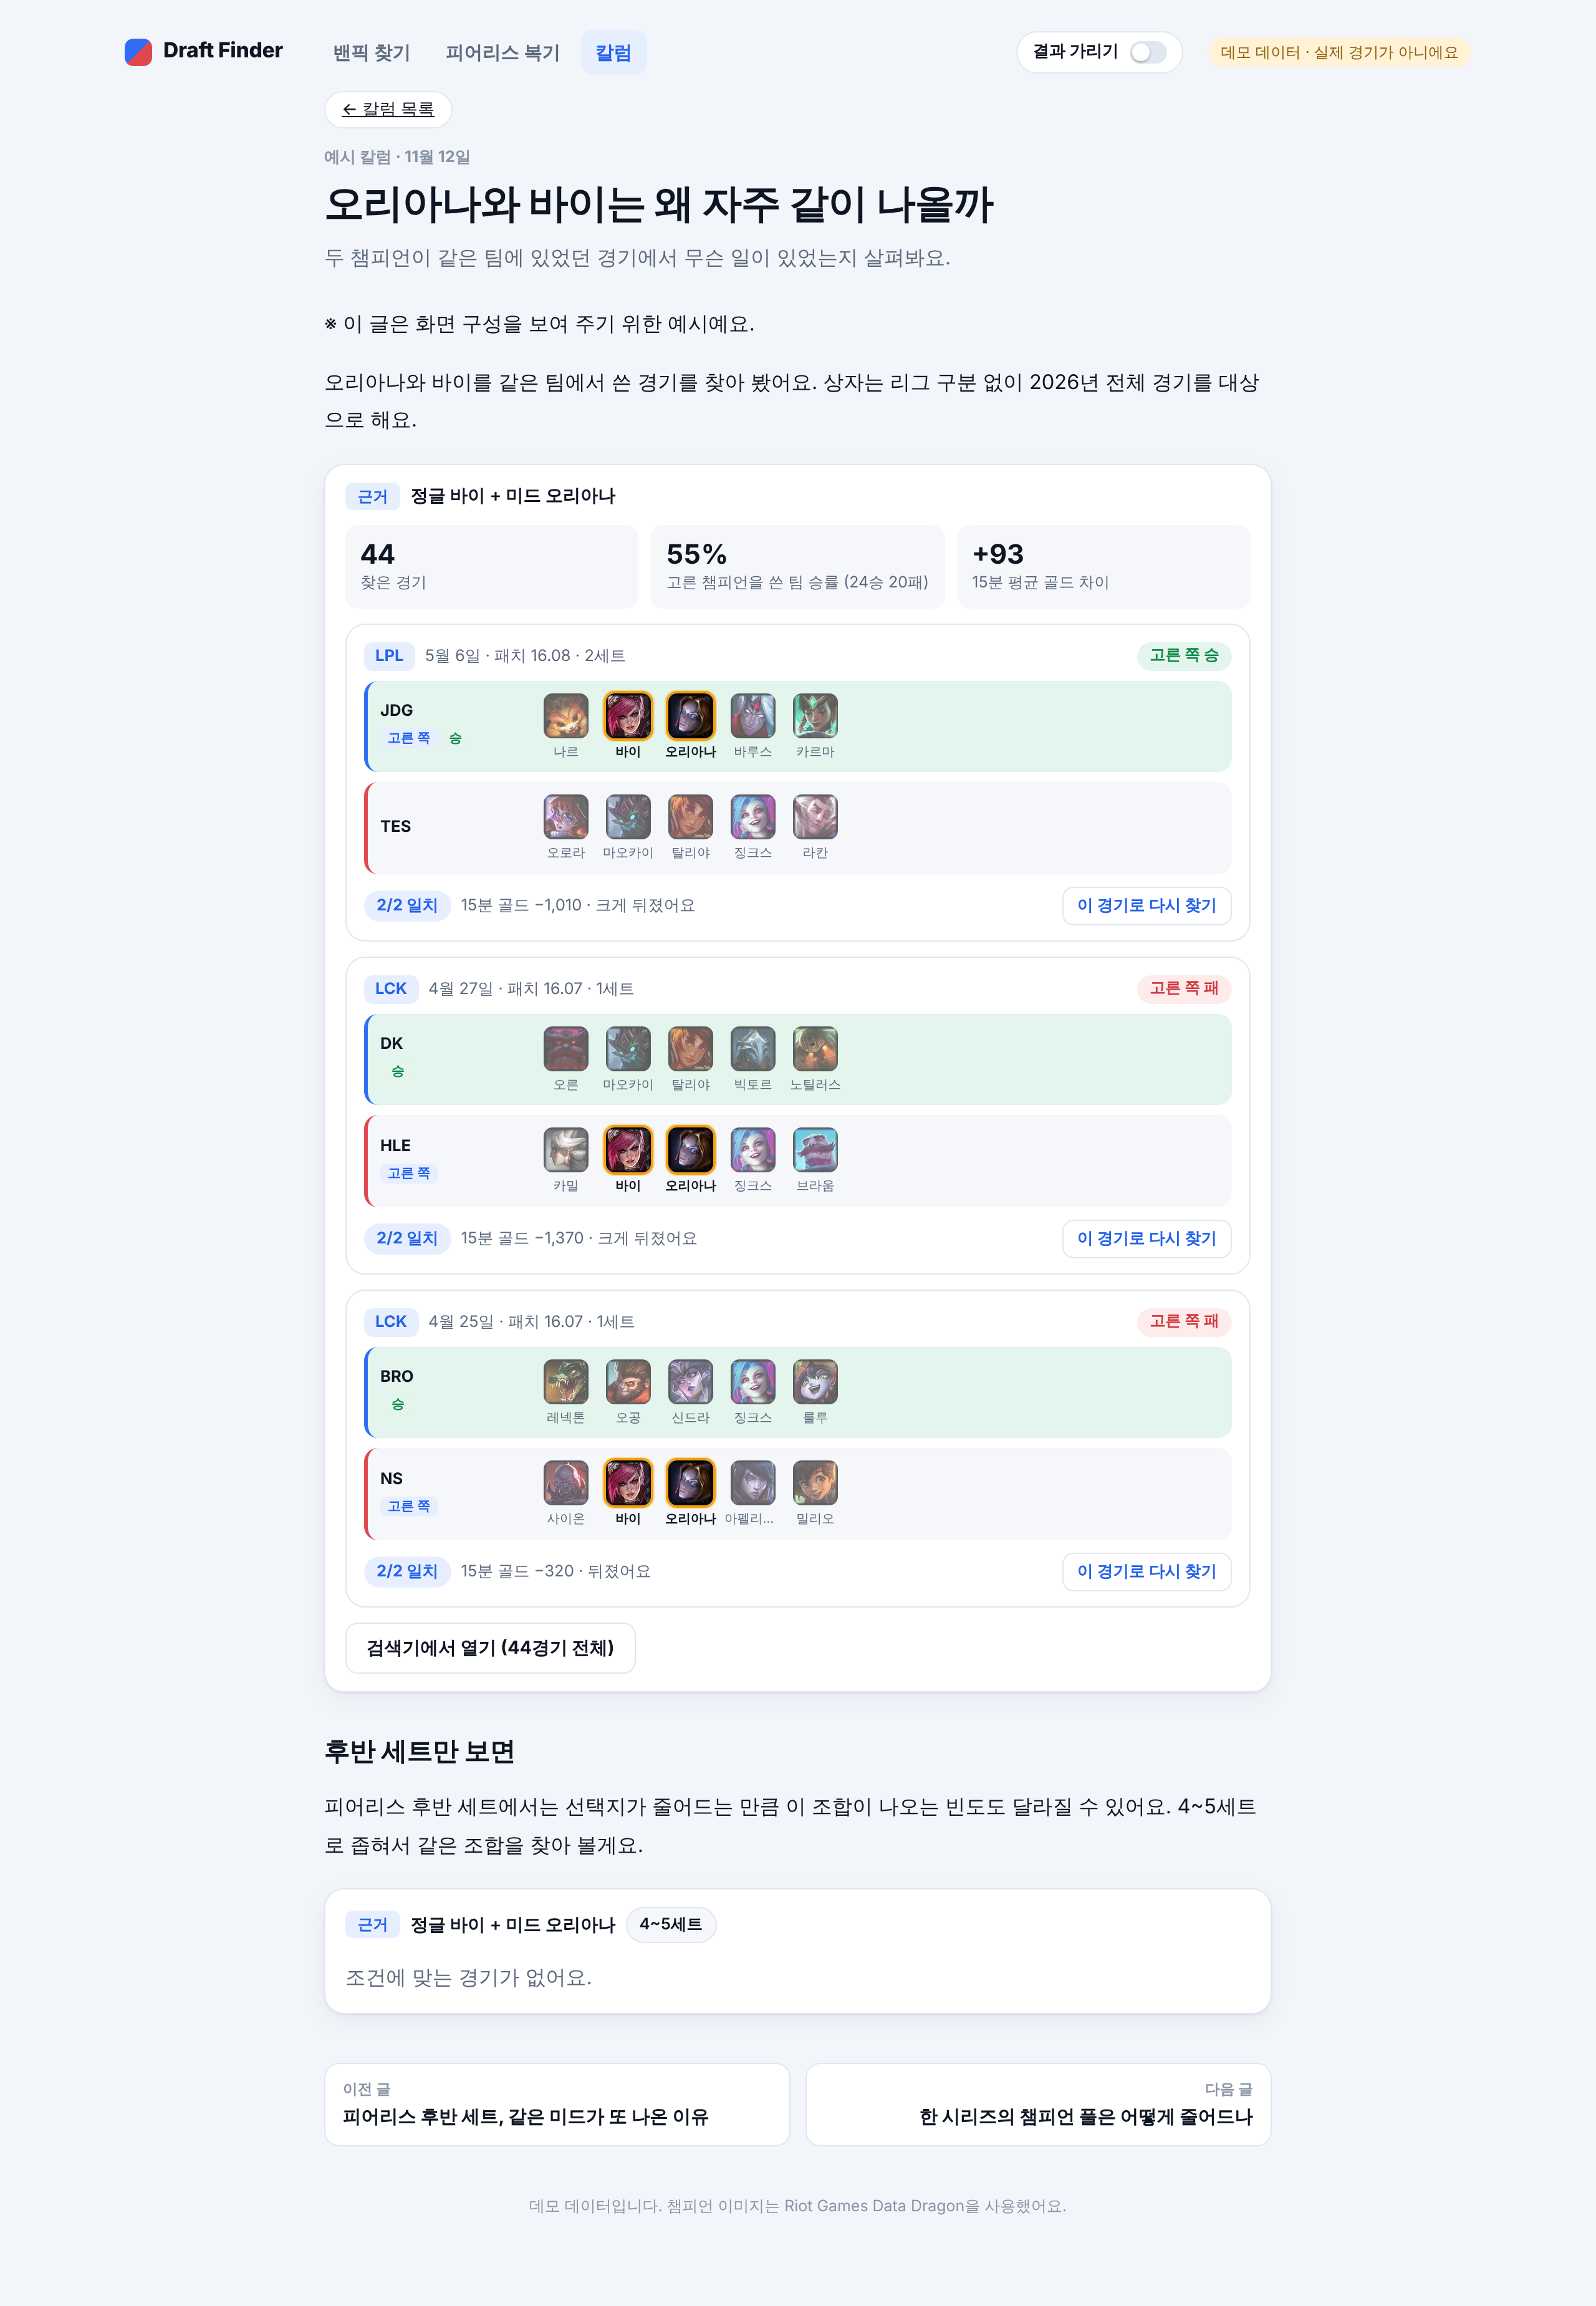 Draft Finder
밴픽 찾기
피어리스 복기
칼럼
결과 가리기
데모 데이터 · 실제 경기가 아니에요
← 칼럼 목록
예시 칼럼 · 11월 12일
오리아나와 바이는 왜 자주 같이 나올까
두 챔피언이 같은 팀에 있었던 경기에서 무슨 일이 있었는지 살펴봐요.
※ 이 글은 화면 구성을 보여 주기 위한 예시예요.
오리아나와 바이를 같은 팀에서 쓴 경기를 찾아 봤어요. 상자는 리그 구분 없이 2026년 전체 경기를 대상
으로 해요.
근거 정글 바이 + 미드 오리아나
44
찾은 경기
55%
고른 챔피언을 쓴 팀 승률 (24승 20패)
+93
15분 평균 골드 차이
LPL 5월 6일 · 패치 16.08 · 2세트
고른 쪽 승
JDG
고른 쪽 승
나르 바이 오리아나 바루스 카르마
TES
오로라 마오카이 탈리야 징크스 라칸
2/2 일치 15분 골드 −1,010 · 크게 뒤졌어요
이 경기로 다시 찾기
LCK 4월 27일 · 패치 16.07 · 1세트
고른 쪽 패
DK
승
오른 마오카이 탈리야 빅토르 노틸러스
HLE
고른 쪽
카밀 바이 오리아나 징크스 브라움
2/2 일치 15분 골드 −1,370 · 크게 뒤졌어요
이 경기로 다시 찾기
LCK 4월 25일 · 패치 16.07 · 1세트
고른 쪽 패
BRO
승
레넥톤 오공 신드라 징크스 룰루
NS
고른 쪽
사이온 바이 오리아나 아펠리... 밀리오
2/2 일치 15분 골드 −320 · 뒤졌어요
이 경기로 다시 찾기
검색기에서 열기 (44경기 전체)
후반 세트만 보면
피어리스 후반 세트에서는 선택지가 줄어드는 만큼 이 조합이 나오는 빈도도 달라질 수 있어요. 4~5세트
로 좁혀서 같은 조합을 찾아 볼게요.
근거 정글 바이 + 미드 오리아나 4~5세트
조건에 맞는 경기가 없어요.
이전 글
피어리스 후반 세트, 같은 미드가 또 나온 이유
다음 글
한 시리즈의 챔피언 풀은 어떻게 줄어드나
데모 데이터입니다. 챔피언 이미지는 Riot Games Data Dragon을 사용했어요.